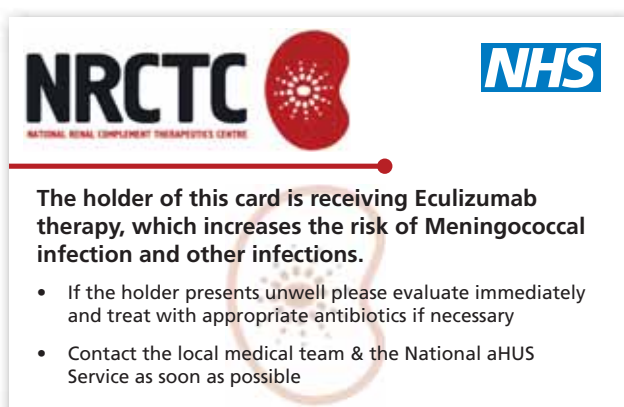 NRCTC
NATIONAL RENAL COMPLEMENT THERAPEUTICS CENTRE
NHS
The holder of this card is receiving Eculizumab
therapy, which increases the risk of Meningococcal
infection and other infections.
• If the holder presents unwell please evaluate immediately
and treat with appropriate antibiotics if necessary
• Contact the local medical team & the National aHUS
Service as soon as possible